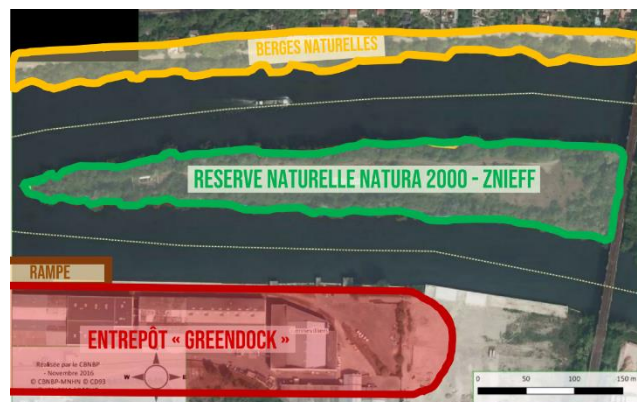 BERGES NATURELLES
RESERVE NATURELLE NATURA 2000 - ZNIEFF
RAMPE
ENTREPÔT « GREENDOCK »
Réalisée par le CBNBP
- Novembre 2016
© CBNBP-MNHN © CD93
W E
0 50 100 150 m